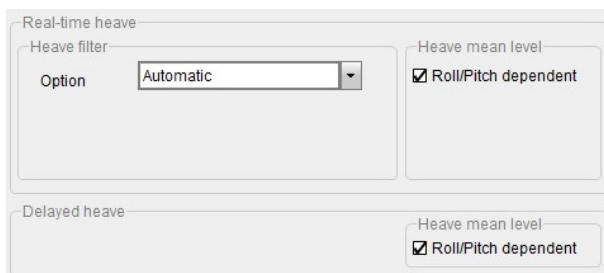 Real-time heave
Heave filter
Option
Automatic
Heave mean level
Roll/Pitch dependent
Delayed heave
Heave mean level
Roll/Pitch dependent